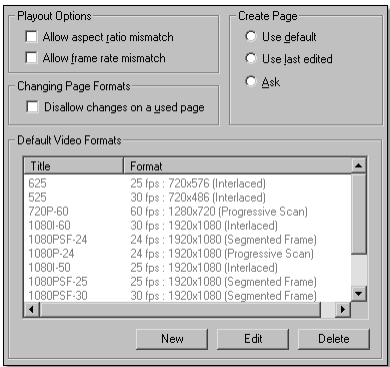 Playout Options
Allow aspect ratio mismatch
Allow frame rate mismatch
Create Page
Use default
Use last edited
Ask
Changing Page Formats
Disallow changes on a used page
Default Video Formats
Title Format
625 25 fps : 720x576 (Interlaced)
525 30 fps : 720x486 (Interlaced)
720P-60 60 fps : 1280x720 (Progressive Scan)
1080I-60 30 fps : 1920x1080 (Interlaced)
1080PSF-24 24 fps : 1920x1080 (Segmented Frame)
1080P-24 24 fps : 1920x1080 (Progressive Scan)
1080I-50 25 fps : 1920x1080 (Interlaced)
1080PSF-25 25 fps : 1920x1080 (Segmented Frame)
1080PSF-30 30 fps : 1920x1080 (Segmented Frame)
New Edit Delete